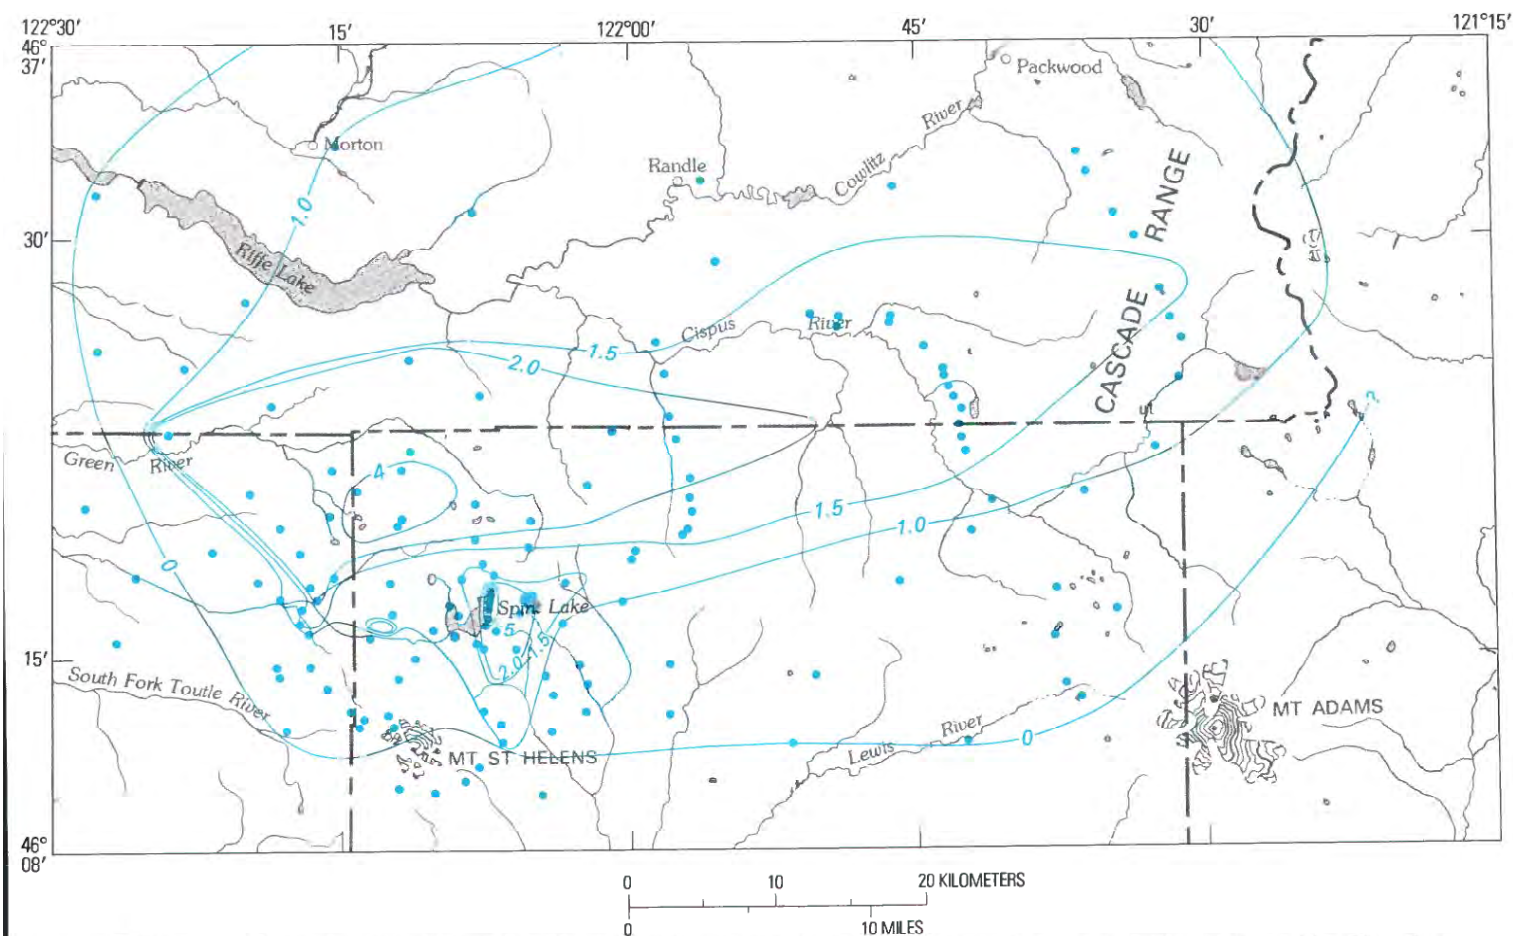 122°30′ 15′ 122°00′ 45′ 30′ 121°15′
46°
37′
Packwood
River
Morton
Randle
Cowlitz
RANGE
1.0
30′
Riffe Lake
CASCADE
Cispus River
1.5
2.0
Green River
4
1.5
1.0
0
0
Lake
5
2.0
1.5
15′
South Fork Toutle River
MT ADAMS
River
0
MT ST HELENS
Lewis
46°
08′
0 10 20 KILOMETERS
0 10 MILES